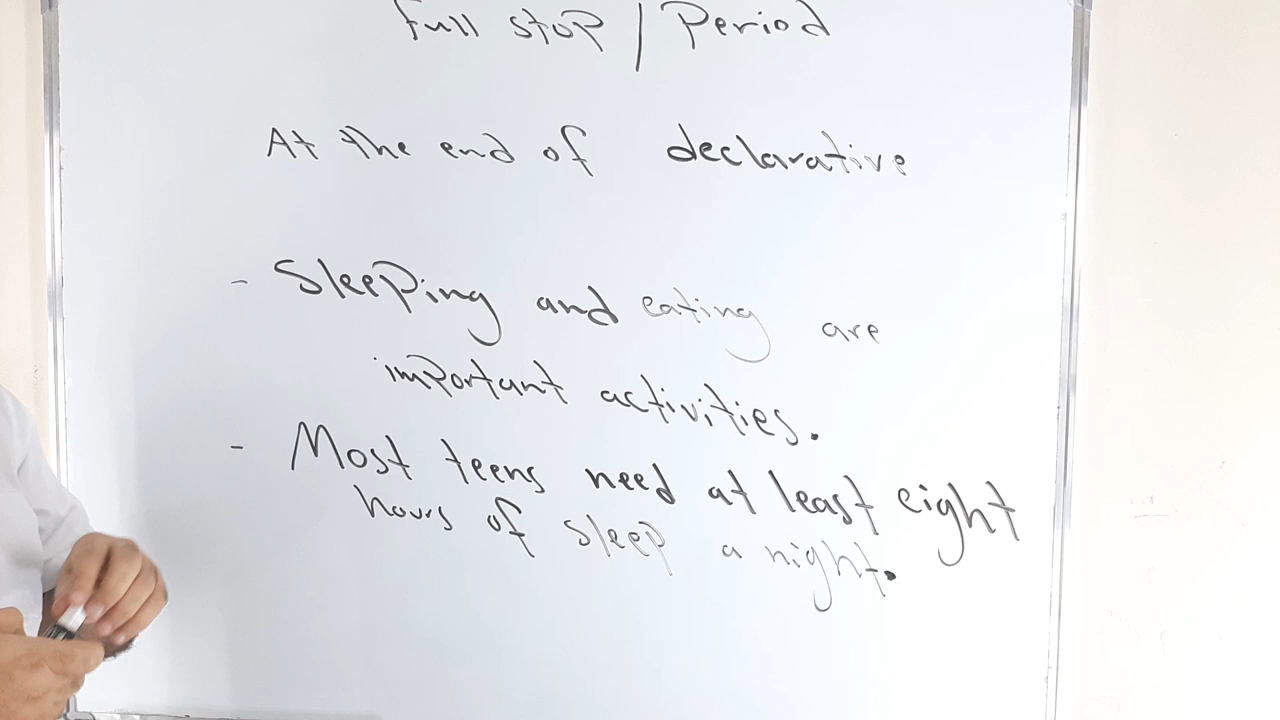 Full stop / Period
At the end of declarative
- Sleeping and eating are
important activities.
- Most teens need at least eight
hours of sleep a night.